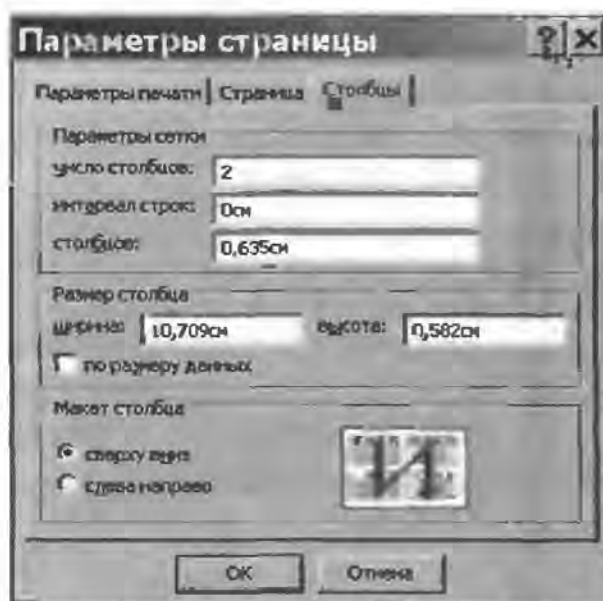 Параметры страницы
Параметры печати Страница Столбцы
Параметры сетки
число столбцов: 2
интервал строк: 0см
столбцов: 0,635см
Размер столбца
ширина: 10,709см высота: 0,582см
по размеру данных
Макет столбца
сверху вниз
слева направо
OK Отмена